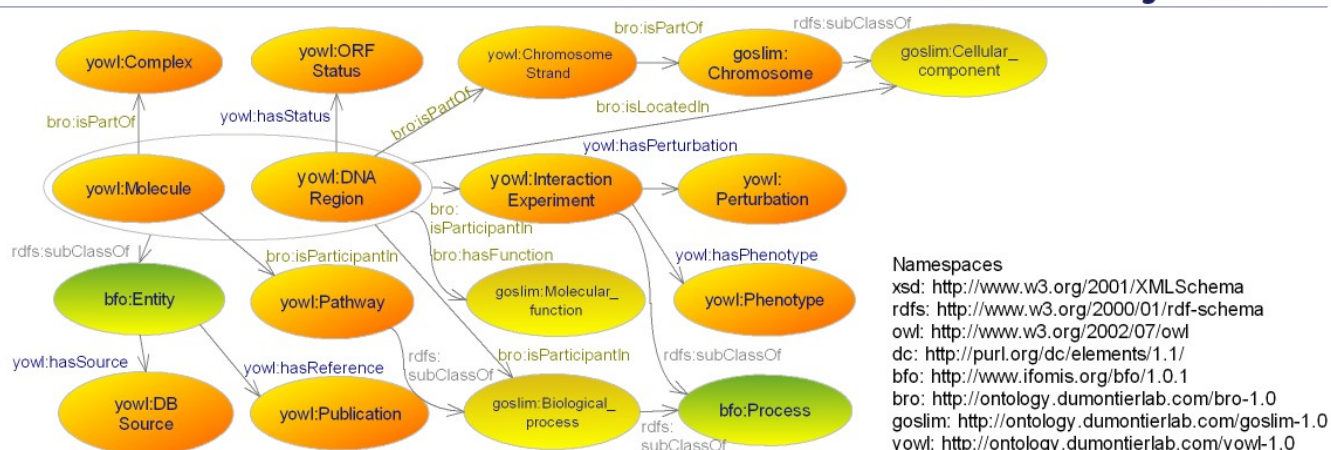 bro:isPartOf
rdfs:subClassOf
yowl:Complex
yowl:ORF
Status
yowl:Chromosome
Strand
goslim:
Chromosome
goslim:Cellular_
component
bro:isPartOf
yowl:hasStatus
bro:isPartOf
bro:isLocatedIn
yowl:hasPerturbation
yowl:Molecule
yowl:DNA
Region
yowl:Interaction
Experiment
yowl:
Perturbation
bro:
isParticipantIn
rdfs:subClassOf
bro:isParticipantIn
bro:hasFunction
yowl:hasPhenotype
bfo:Entity
yowl:Pathway
goslim:Molecular_
function
yowl:Phenotype
yowl:hasSource
yowl:hasReference
rdfs:
subClassOf
bro:isParticipantIn
rdfs:subClassOf
yowl:DB
Source
yowl:Publication
goslim:Biological_
process
bfo:Process
rdfs:
subClassOf
Namespaces
xsd: http://www.w3.org/2001/XMLSchema
rdfs: http://www.w3.org/2000/01/rdf-schema
owl: http://www.w3.org/2002/07/owl
dc: http://purl.org/dc/elements/1.1/
bfo: http://www.ifomis.org/bfo/1.0.1
bro: http://ontology.dumontierlab.com/bro-1.0
goslim: http://ontology.dumontierlab.com/goslim-1.0
yowl: http://ontology.dumontierlab.com/yowl-1.0